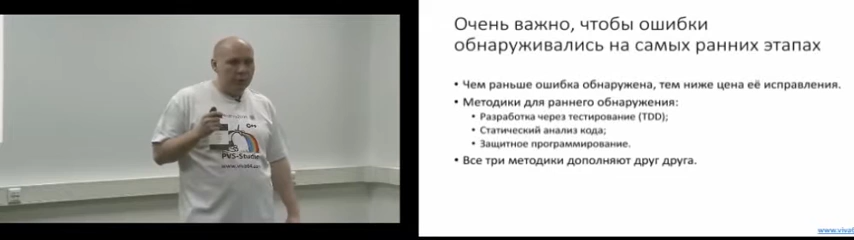 PVS-Studio
Очень важно, чтобы ошибки
обнаруживались на самых ранних этапах
• Чем раньше ошибка обнаружена, тем ниже цена её исправления.
• Методики для раннего обнаружения:
• Разработка через тестирование (TDD);
• Статический анализ кода;
• Защитное программирование.
• Все три методики дополняют друг друга.